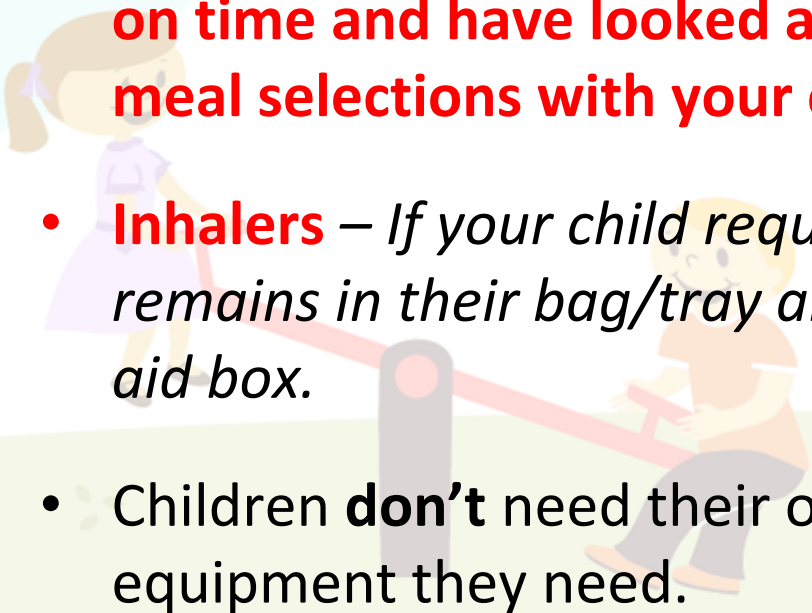 on time and have looked a
meal selections with your
• Inhalers – If your child requ
remains in their bag/tray a
aid box.
• Children don’t need their o
equipment they need.